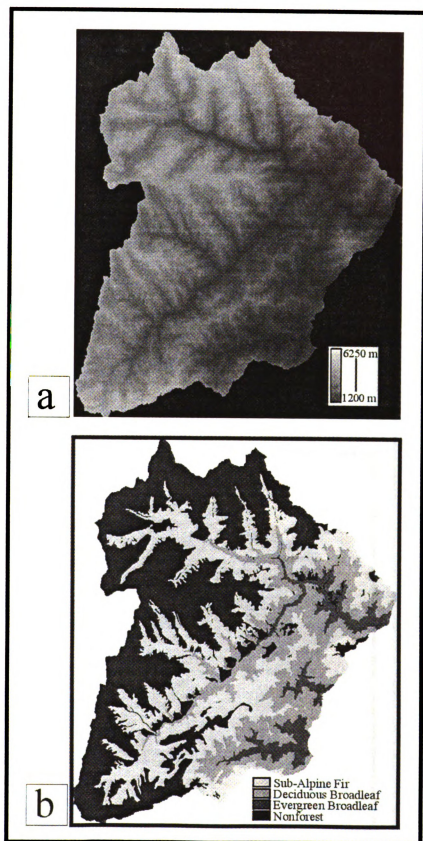 6250 m
1200 m
a
Sub-Alpine Fir
Deciduous Broadleaf
Evergreen Broadleaf
Nonforest
b